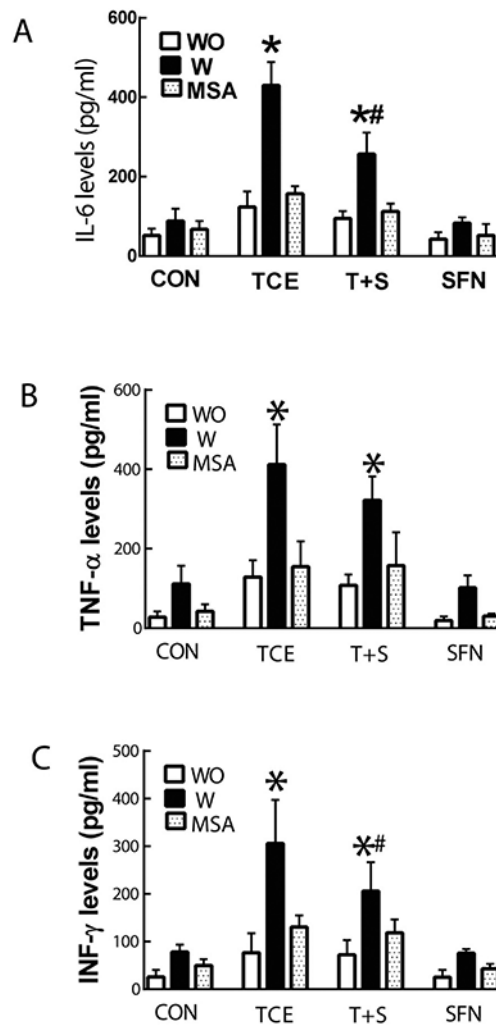 A
IL-6 levels (pg/ml)
600
400
200
0
WO
W
MSA
*
*#
CON TCE T+S SFN
B
TNF-α levels (pg/ml)
600
400
200
0
WO
W
MSA
*
*
CON TCE T+S SFN
C
INF-γ levels (pg/ml)
500
400
300
200
100
0
WO
W
MSA
*
*#
CON TCE T+S SFN